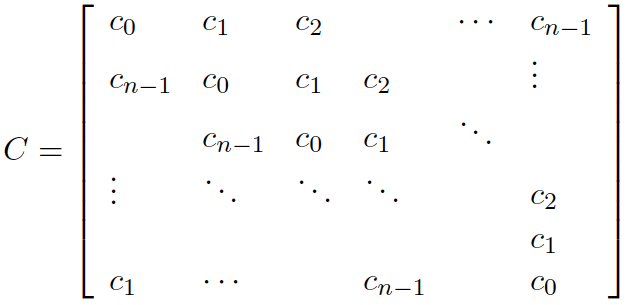 C = [ c₀ c₁ c₂ ⋯ cₙ₋₁
cₙ₋₁ c₀ c₁ c₂ ⋮
cₙ₋₁ c₀ c₁ ⋱
⋮ ⋱ ⋱ ⋱ c₂
c₁
c₁ ⋯ cₙ₋₁ c₀ ]